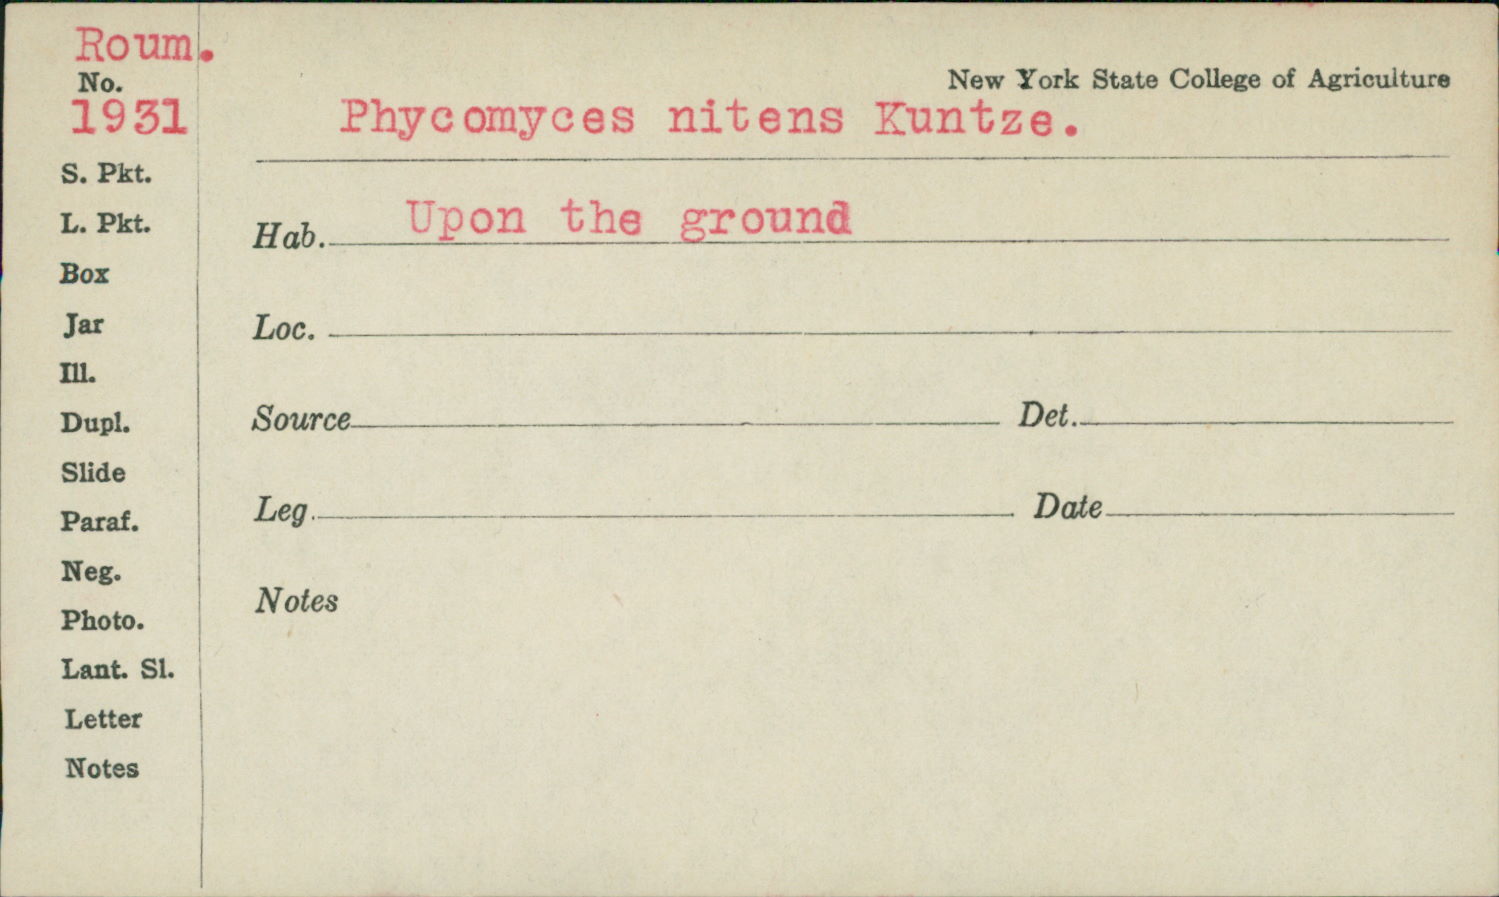 Roum.
No.
1931
New York State College of Agriculture
Phycomyces nitens Kuntze.
S. Pkt.
L. Pkt.
Box
Jar
Ill.
Dupl.
Slide
Paraf.
Neg.
Photo.
Lant. Sl.
Letter
Notes
Hab. Upon the ground
Loc.
Source Det.
Leg. Date
Notes